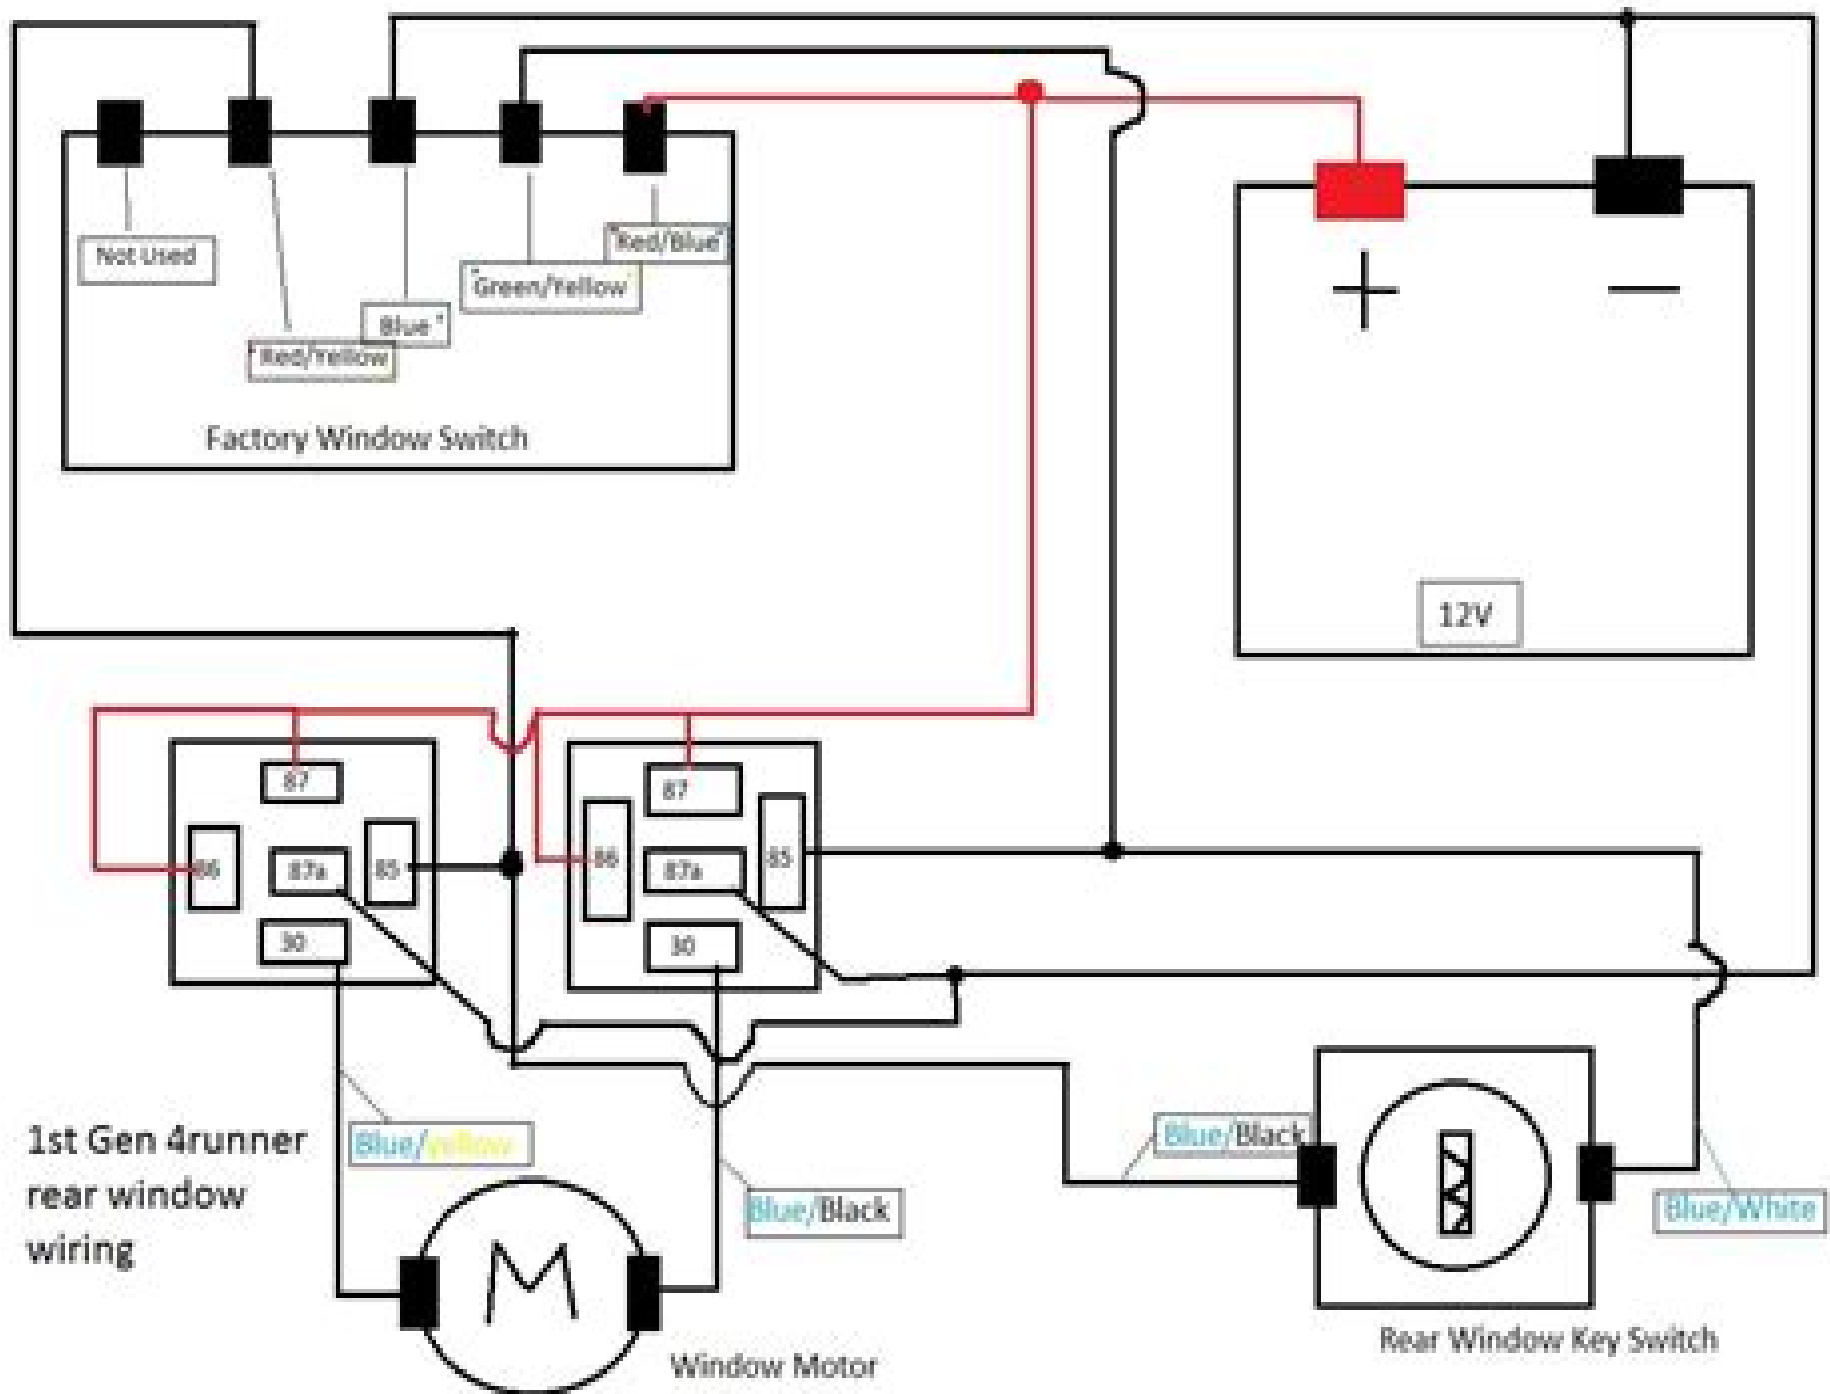 Not Used
"Red/Blue"
"Green/Yellow
Blue "
"Red/Yellow
Factory Window Switch
+
—
12V
87
86
87a
85
30
87
86
87a
85
30
1st Gen 4runner
rear window
wiring
Blue/yellow
Blue/Black
M
Window Motor
Blue/Black
Blue/White
Rear Window Key Switch